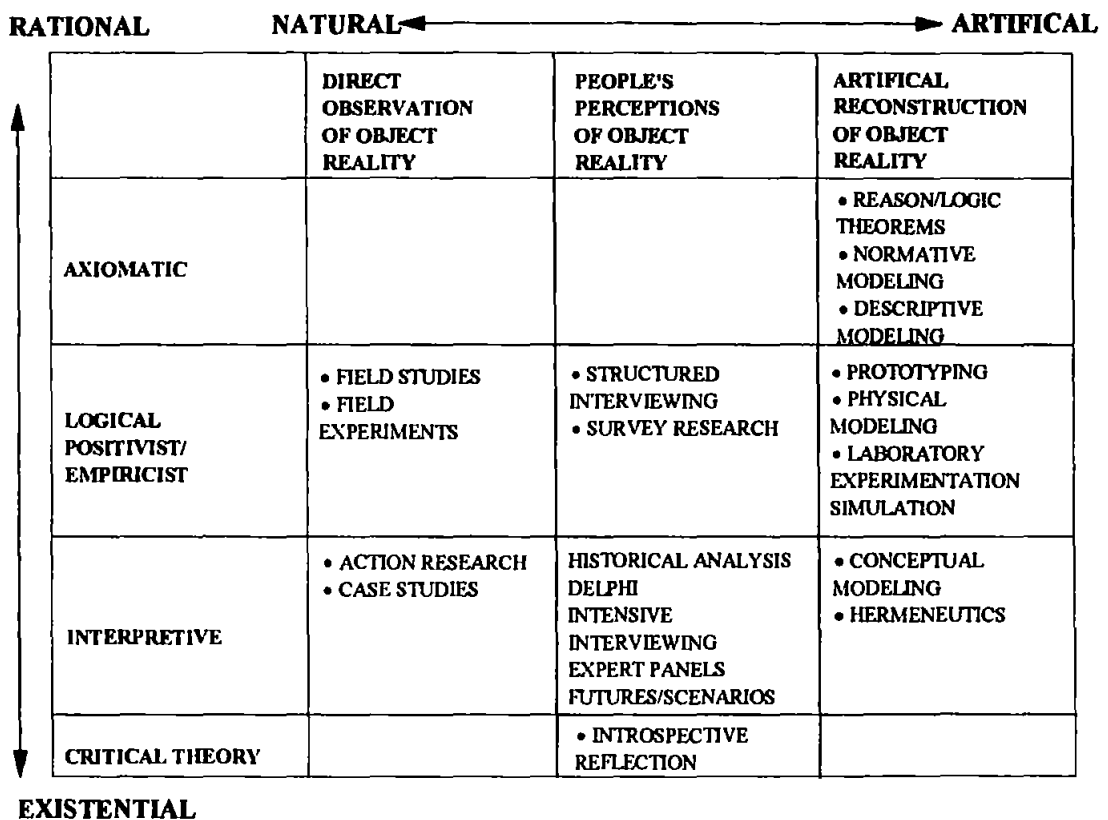 RATIONAL NATURAL ARTIFICAL
DIRECT
OBSERVATION
OF OBJECT
REALITY
PEOPLE'S
PERCEPTIONS
OF OBJECT
REALITY
ARTIFICAL
RECONSTRUCTION
OF OBJECT
REALITY
AXIOMATIC
• REASON/LOGIC
THEOREMS
• NORMATIVE
MODELING
• DESCRIPTIVE
MODELING
LOGICAL
POSITIVIST/
EMPIRICIST
• FIELD STUDIES
• FIELD
EXPERIMENTS
• STRUCTURED
INTERVIEWING
• SURVEY RESEARCH
• PROTOTYPING
• PHYSICAL
MODELING
• LABORATORY
EXPERIMENTATION
SIMULATION
INTERPRETIVE
• ACTION RESEARCH
• CASE STUDIES
HISTORICAL ANALYSIS
DELPHI
INTENSIVE
INTERVIEWING
EXPERT PANELS
FUTURES/SCENARIOS
• CONCEPTUAL
MODELING
• HERMENEUTICS
CRITICAL THEORY
• INTROSPECTIVE
REFLECTION
EXISTENTIAL